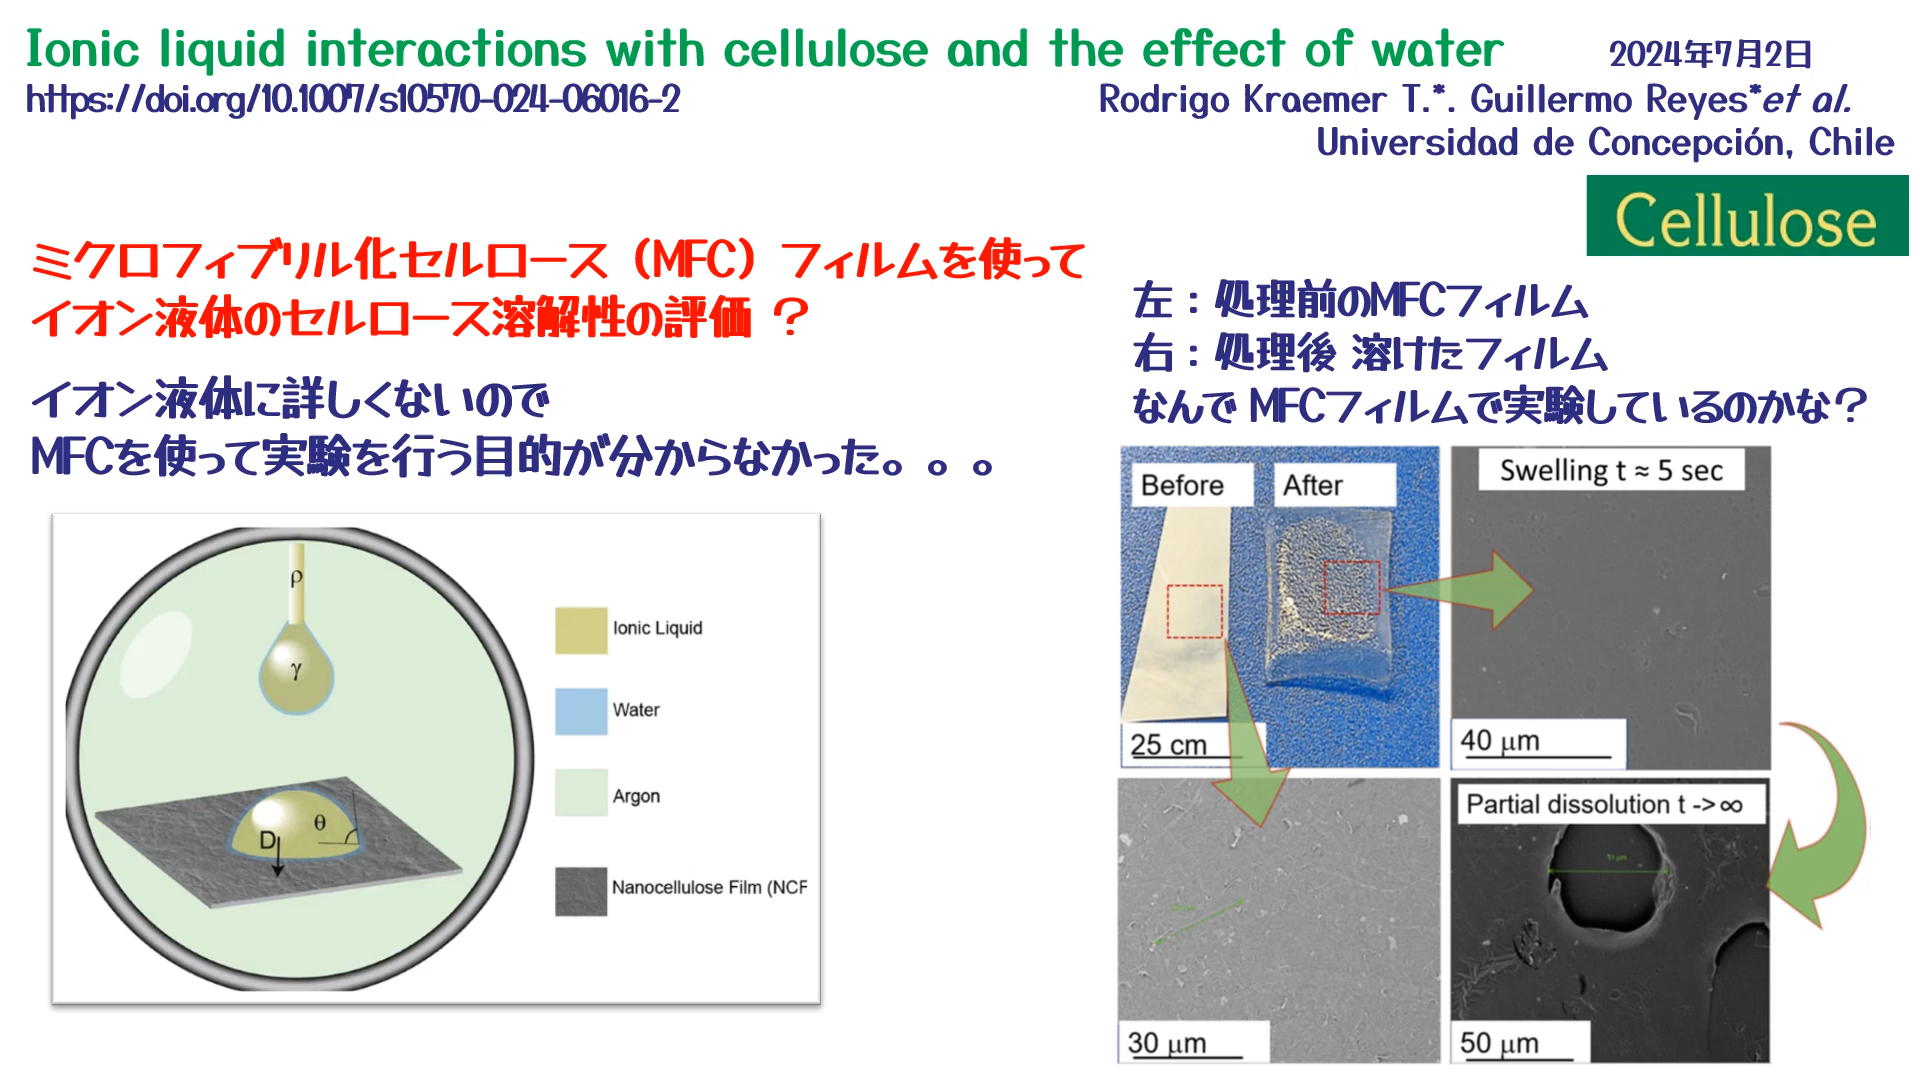 Ionic liquid interactions with cellulose and the effect of water
2024年7月2日
https://doi.org/10.1007/s10570-024-06016-2
Rodrigo Kraemer T.*. Guillermo Reyes*et al.
Universidad de Concepción, Chile
Cellulose
ミクロフィブリル化セルロース（MFC）フィルムを使って
イオン液体のセルロース溶解性の評価 ？
イオン液体に詳しくないので
MFCを使って実験を行う目的が分からなかった。。。
左：処理前のMFCフィルム
右：処理後 溶けたフィルム
なんで MFCフィルムで実験しているのかな？
ρ
γ
θ
D
Ionic Liquid
Water
Argon
Nanocellulose Film (NCF
Before
After
25 cm
Swelling t ≈ 5 sec
40 μm
30 μm
Partial dissolution t -> ∞
50 μm